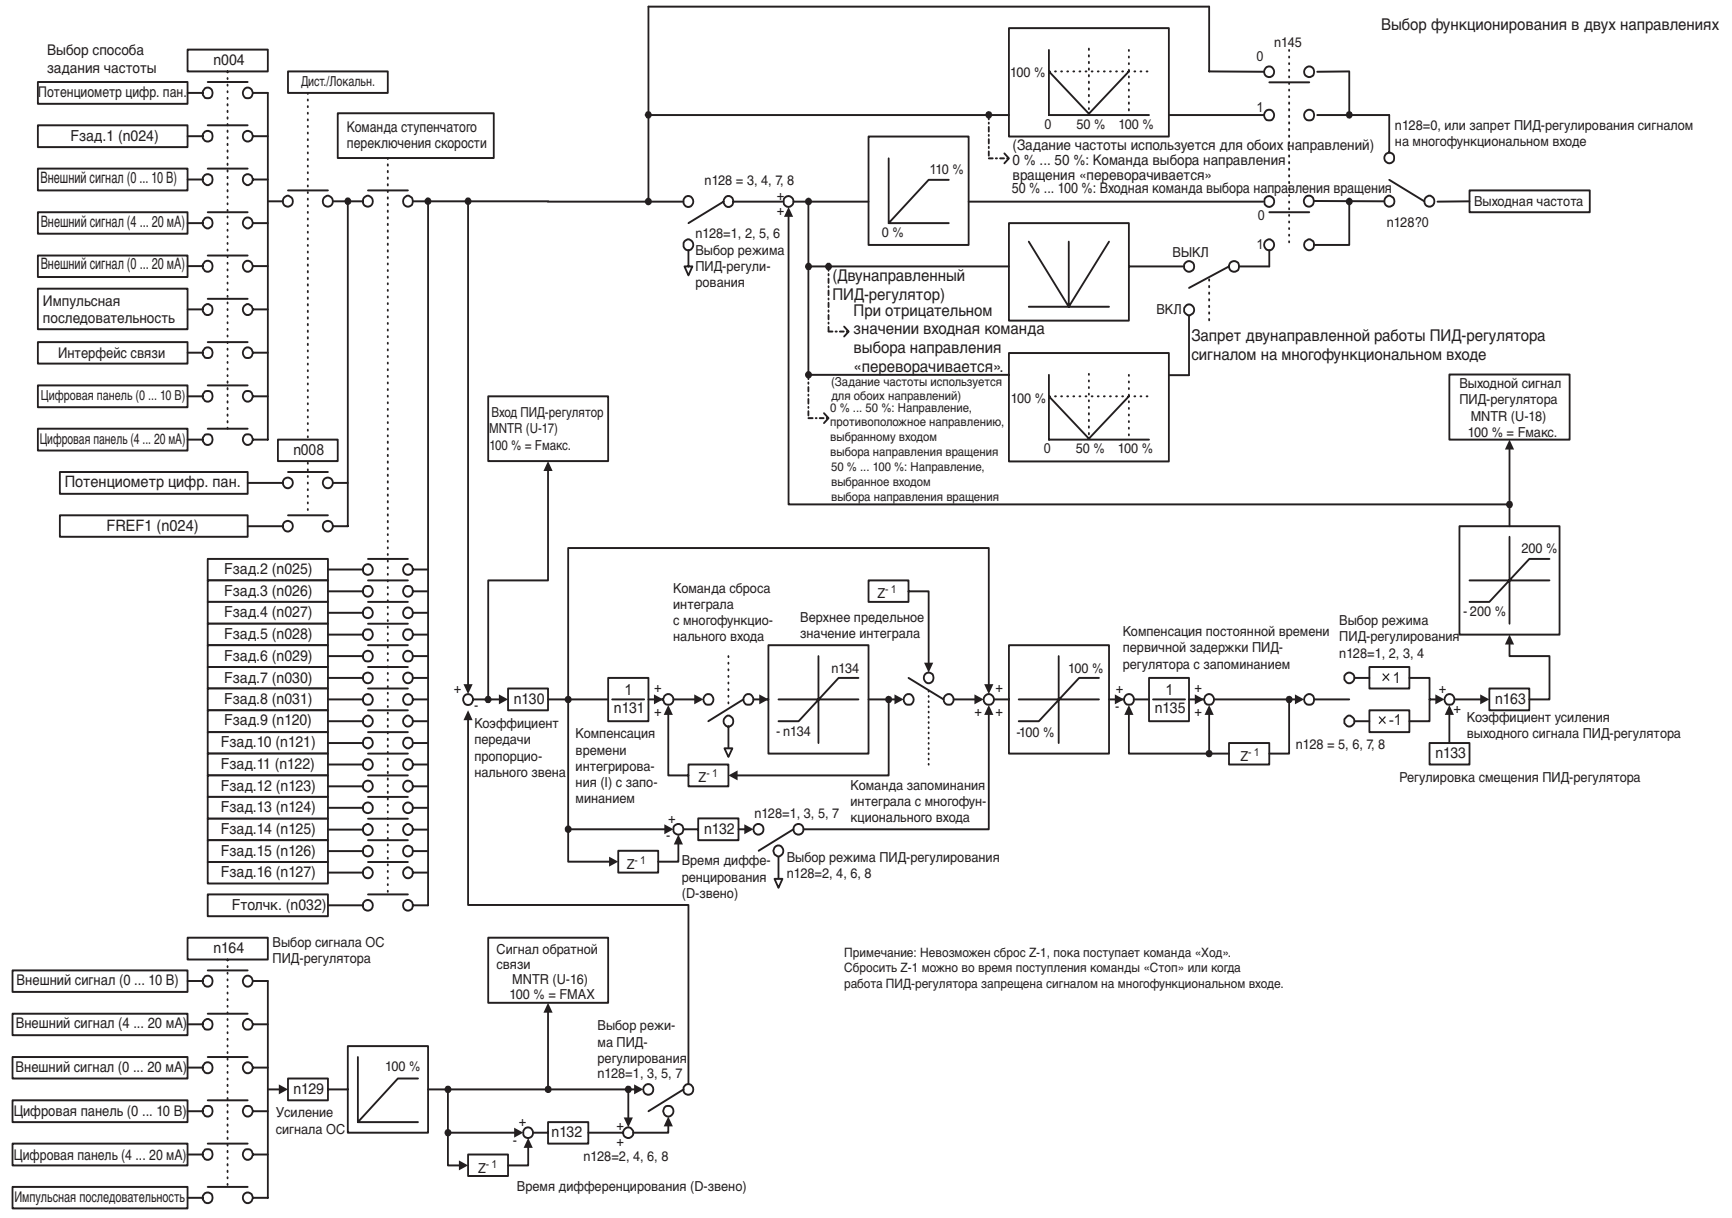 Выбор функционирования в двух направлениях
Выбор способа
задания частоты
n004
Потенциометр цифр. пан.
Fзад.1 (n024)
Внешний сигнал (0 ... 10 В)
Внешний сигнал (4 ... 20 мА)
Внешний сигнал (0 ... 20 мА)
Импульсная
последовательность
Интерфейс связи
Цифровая панель (0 ... 10 В)
Цифровая панель (4 ... 20 мА)
Дист./Локальн.
Команда ступенчатого
переключения скорости
n008
Потенциометр цифр. пан.
FREF1 (n024)
Fзад.2 (n025)
Fзад.3 (n026)
Fзад.4 (n027)
Fзад.5 (n028)
Fзад.6 (n029)
Fзад.7 (n030)
Fзад.8 (n031)
Fзад.9 (n120)
Fзад.10 (n121)
Fзад.11 (n122)
Fзад.12 (n123)
Fзад.13 (n124)
Fзад.14 (n125)
Fзад.15 (n126)
Fзад.16 (n127)
Fтолчк. (n032)
n128 = 3, 4, 7, 8
+
+
n128=1, 2, 5, 6
Выбор режима
ПИД-регули-
рования
100 %
0
50 %
100 %
(Задание частоты используется для обоих направлений)
0 % ... 50 %: Команда выбора направления
вращения «переворачивается»
50 % ... 100 %: Входная команда выбора направления вращения
110 %
0 %
n145
0
1
0
1
n128=0, или запрет ПИД-регулирования сигналом
на многофункциональном входе
n128?0
Выходная частота
(Двунаправленный
ПИД-регулятор)
При отрицательном
значении входная команда
выбора направления
«переворачивается».
ВЫКЛ
ВКЛ
Запрет двунаправленной работы ПИД-регулятора
сигналом на многофункциональном входе
(Задание частоты используется
для обоих направлений)
0 % ... 50 %: Направление,
противоположное направлению,
выбранному входом
выбора направления вращения
50 % ... 100 %: Направление,
выбранное входом
выбора направления вращения
100 %
0
50 %
100 %
Выходной сигнал
ПИД-регулятора
MNTR (U-18)
100 % = Fмакс.
Вход ПИД-регулятор
MNTR (U-17)
100 % = Fмакс.
+
-
n130
Коэффициент
передачи
пропорцио-
нального звена
1
n131
Компенсация
времени
интегрирова-
ния (I) с запо-
минанием
+
+
Команда сброса
интеграла
с многофункцио-
нального входа
Верхнее предельное
значение интеграла
n134
- n134
Z-1
Z-1
Команда запоминания
интеграла с многофун-
кционального входа
+
+
+
100 %
-100 %
Компенсация постоянной времени
первичной задержки ПИД-
регулятора с запоминанием
+
-
1
n135
+
+
Z-1
Выбор режима
ПИД-регулирования
n128=1, 2, 3, 4
×1
×-1
n128 = 5, 6, 7, 8
+
+
n133
Регулировка смещения ПИД-регулятора
n163
Коэффициент усиления
выходного сигнала ПИД-регулятора
200 %
- 200 %
+
-
Z-1
n132
Время диффе-
ренцирования
(D-звено)
n128=1, 3, 5, 7
Выбор режима ПИД-регулирования
n128=2, 4, 6, 8
n164
Выбор сигнала ОС
ПИД-регулятора
Внешний сигнал (0 ... 10 В)
Внешний сигнал (4 ... 20 мА)
Внешний сигнал (0 ... 20 мА)
Цифровая панель (0 ... 10 В)
Цифровая панель (4 ... 20 мА)
Импульсная последовательность
n129
Усиление
сигнала ОС
100 %
Сигнал обратной
связи
MNTR (U-16)
100 % = FMAX
Выбор режи-
ма ПИД-
регулирования
n128=1, 3, 5, 7
+
-
n132
+
+
n128=2, 4, 6, 8
Z-1
Время дифференцирования (D-звено)
Примечание: Невозможен сброс Z-1, пока поступает команда «Ход».
Сбросить Z-1 можно во время поступления команды «Стоп» или когда
работа ПИД-регулятора запрещена сигналом на многофункциональном входе.